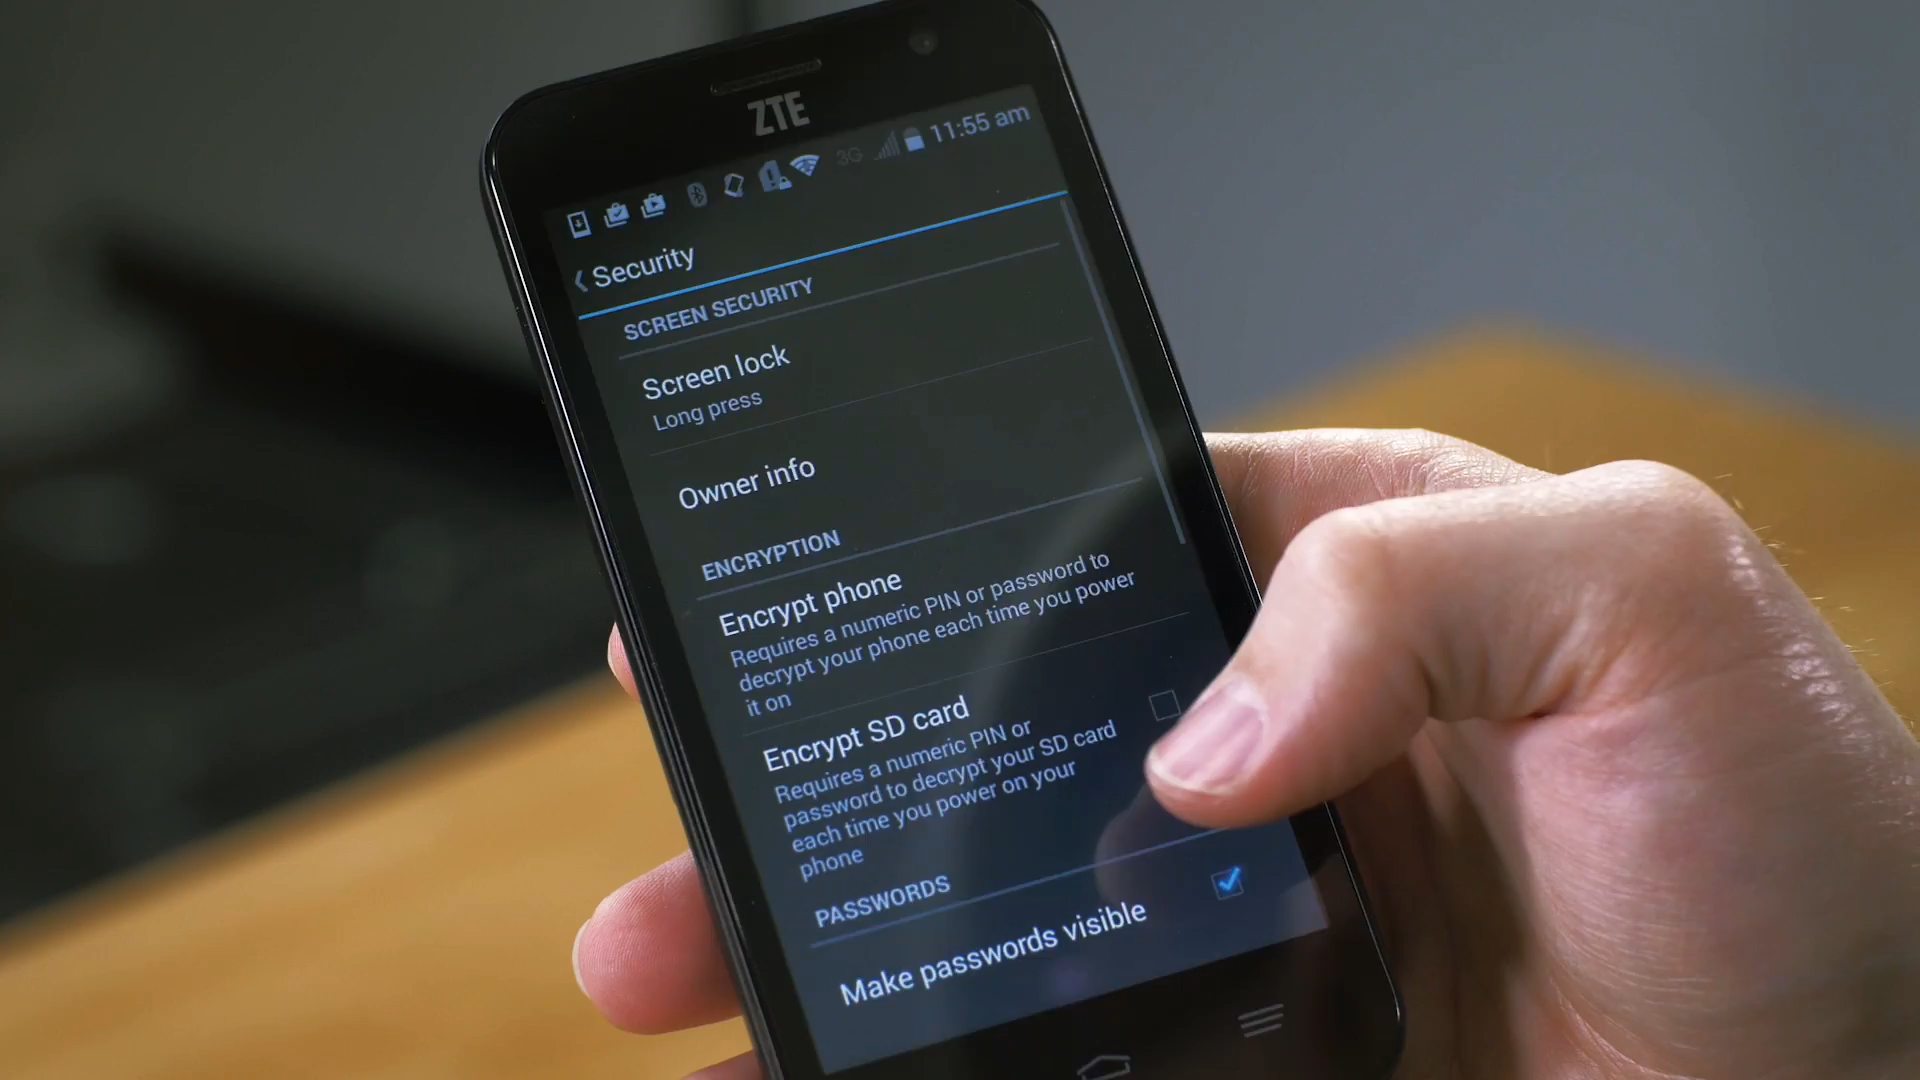 ZTE
3G 11:55 am
Security
SCREEN SECURITY
Screen lock
Long press
Owner info
ENCRYPTION
Encrypt phone
Requires a numeric PIN or password to
decrypt your phone each time you power
it on
Encrypt SD card
Requires a numeric PIN or
password to decrypt your SD card
each time you power on your
phone
PASSWORDS
Make passwords visible